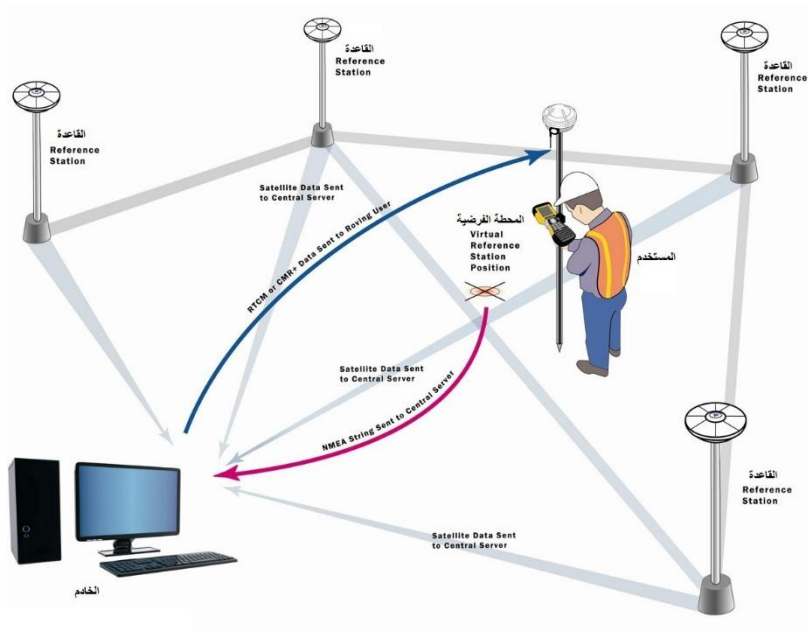 القاعدة
Reference
Station
القاعدة
Reference
Station
القاعدة
Reference
Station
Satellite Data Sent
to Central Server
RTCM or CMR+ Data Sent to Roving User
المحطة الفرضية
Virtual
Reference
Station
Position
المستخدم
Satellite Data Sent
to Central Server
NMEA String Sent to Central Server
القاعدة
Reference
Station
Satellite Data Sent
to Central Server
الخادم